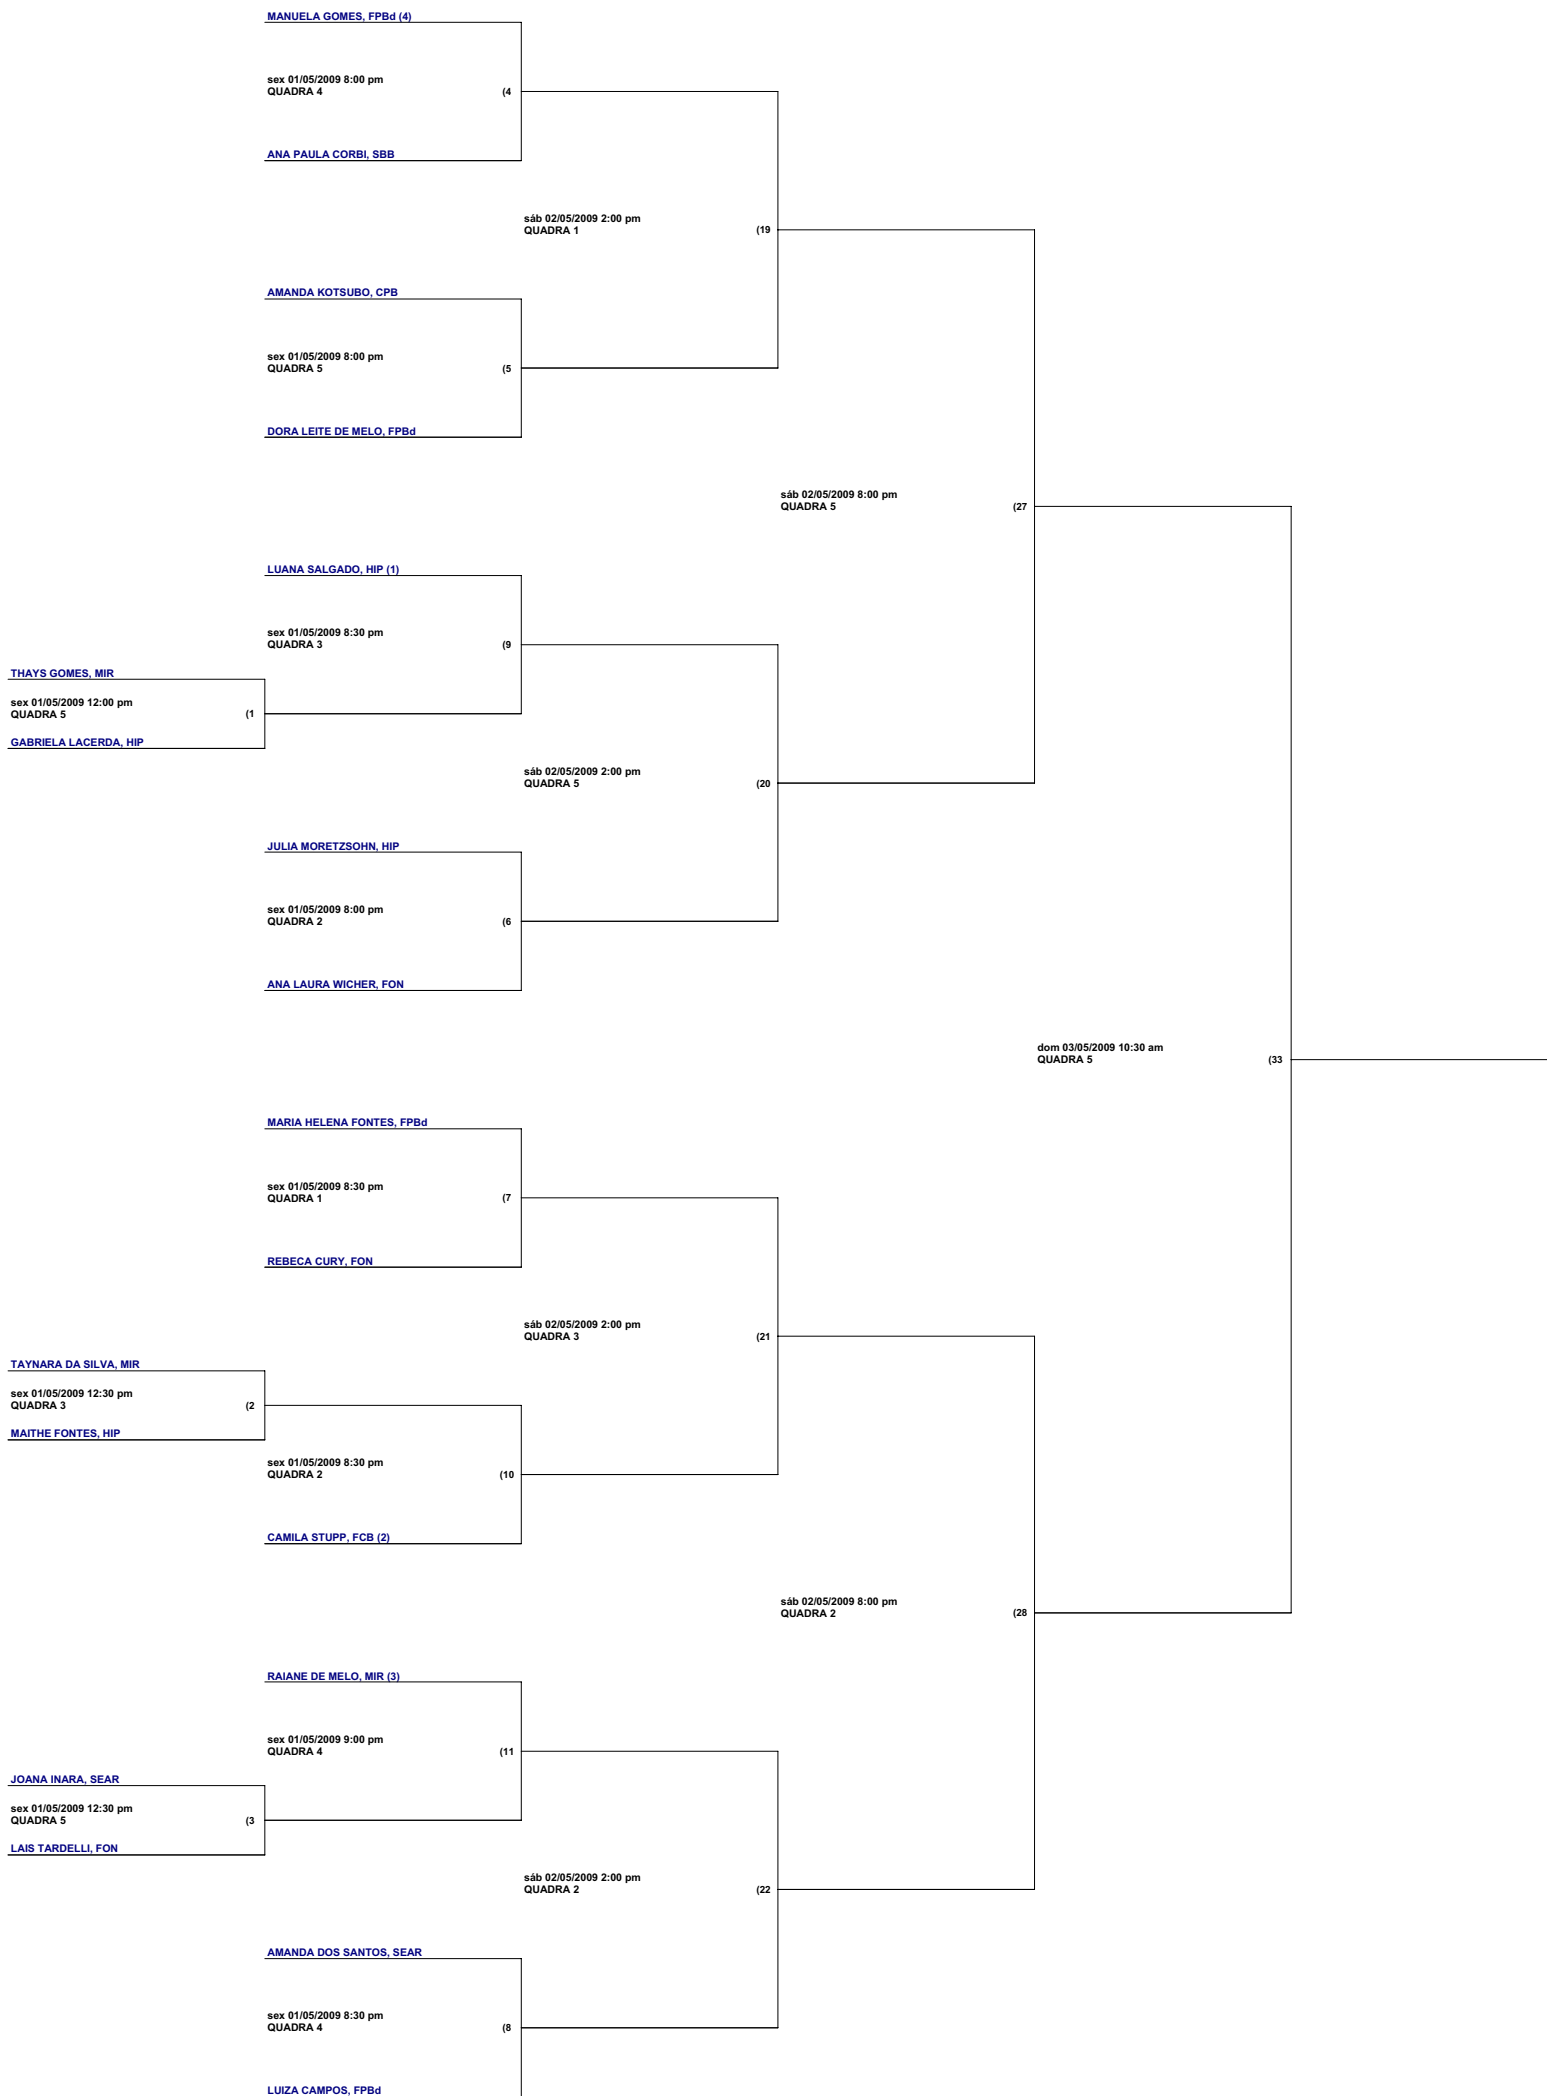 MANUELA GOMES, FPBd (4)
sex 01/05/2009 8:00 pm
QUADRA 4 (4
ANA PAULA CORBI, SBB
sáb 02/05/2009 2:00 pm
QUADRA 1 (19
AMANDA KOTSUBO, CPB
sex 01/05/2009 8:00 pm
QUADRA 5 (5
DORA LEITE DE MELO, FPBd
sáb 02/05/2009 8:00 pm
QUADRA 5 (27
LUANA SALGADO, HIP (1)
sex 01/05/2009 8:30 pm
QUADRA 3 (9
THAYS GOMES, MIR
sex 01/05/2009 12:00 pm
QUADRA 5 (1
GABRIELA LACERDA, HIP
sáb 02/05/2009 2:00 pm
QUADRA 5 (20
JULIA MORETZSOHN, HIP
sex 01/05/2009 8:00 pm
QUADRA 2 (6
ANA LAURA WICHER, FON
dom 03/05/2009 10:30 am
QUADRA 5 (33
MARIA HELENA FONTES, FPBd
sex 01/05/2009 8:30 pm
QUADRA 1 (7
REBECA CURY, FON
sáb 02/05/2009 2:00 pm
QUADRA 3 (21
TAYNARA DA SILVA, MIR
sex 01/05/2009 12:30 pm
QUADRA 3 (2
MAITHE FONTES, HIP
sex 01/05/2009 8:30 pm
QUADRA 2 (10
CAMILA STUPP, FCB (2)
sáb 02/05/2009 8:00 pm
QUADRA 2 (28
RAIANE DE MELO, MIR (3)
sex 01/05/2009 9:00 pm
QUADRA 4 (11
JOANA INARA, SEAR
sex 01/05/2009 12:30 pm
QUADRA 5 (3
LAIS TARDELLI, FON
sáb 02/05/2009 2:00 pm
QUADRA 2 (22
AMANDA DOS SANTOS, SEAR
sex 01/05/2009 8:30 pm
QUADRA 4 (8
LUIZA CAMPOS, FPBd